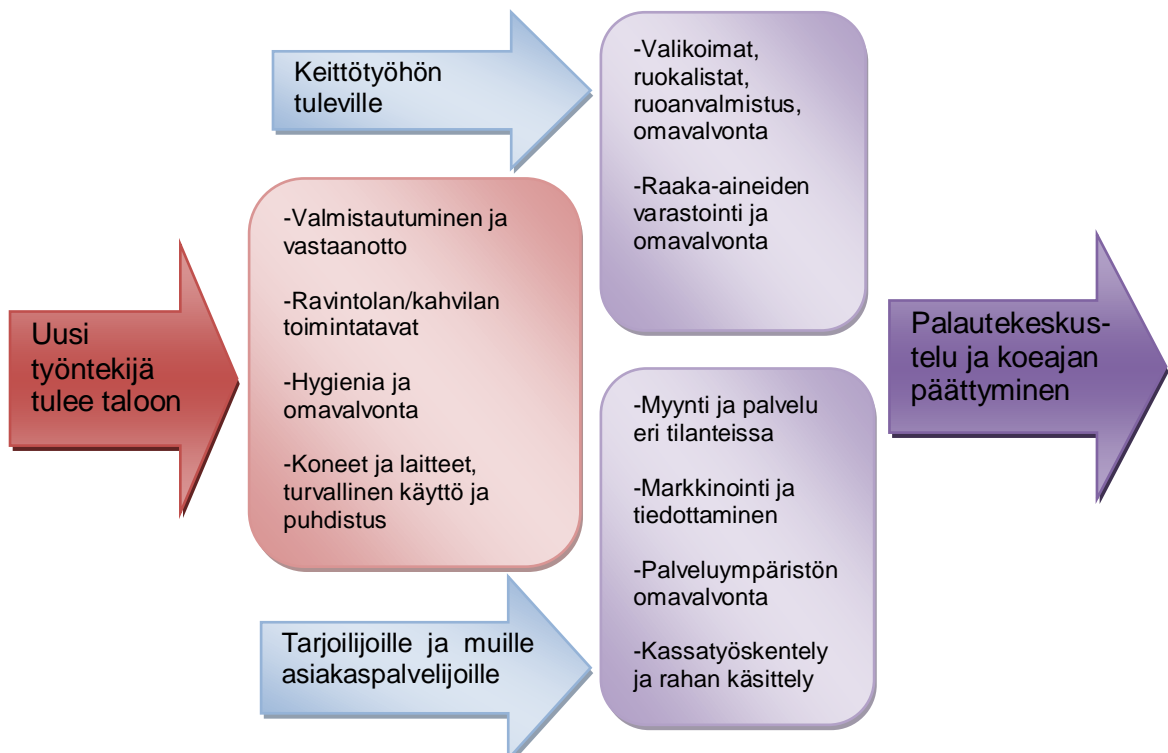 Uusi
työntekijä
tulee taloon
-Valmistautuminen ja
vastaanotto
-Ravintolan/kahvilan
toimintatavat
-Hygienia ja
omavalvonta
-Koneet ja laitteet,
turvallinen käyttö ja
puhdistus
Keittötyöhön
tuleville
-Valikoimat,
ruokalistat,
ruoanvalmistus,
omavalvonta
-Raaka-aineiden
varastointi ja
omavalvonta
Tarjoilijoille ja muille
asiakaspalvelijoille
-Myynti ja palvelu
eri tilanteissa
-Markkinointi ja
tiedottaminen
-Palveluympäristön
omavalvonta
-Kassatyöskentely
ja rahan käsittely
Palautekeskus-
telu ja koeajan
päättyminen